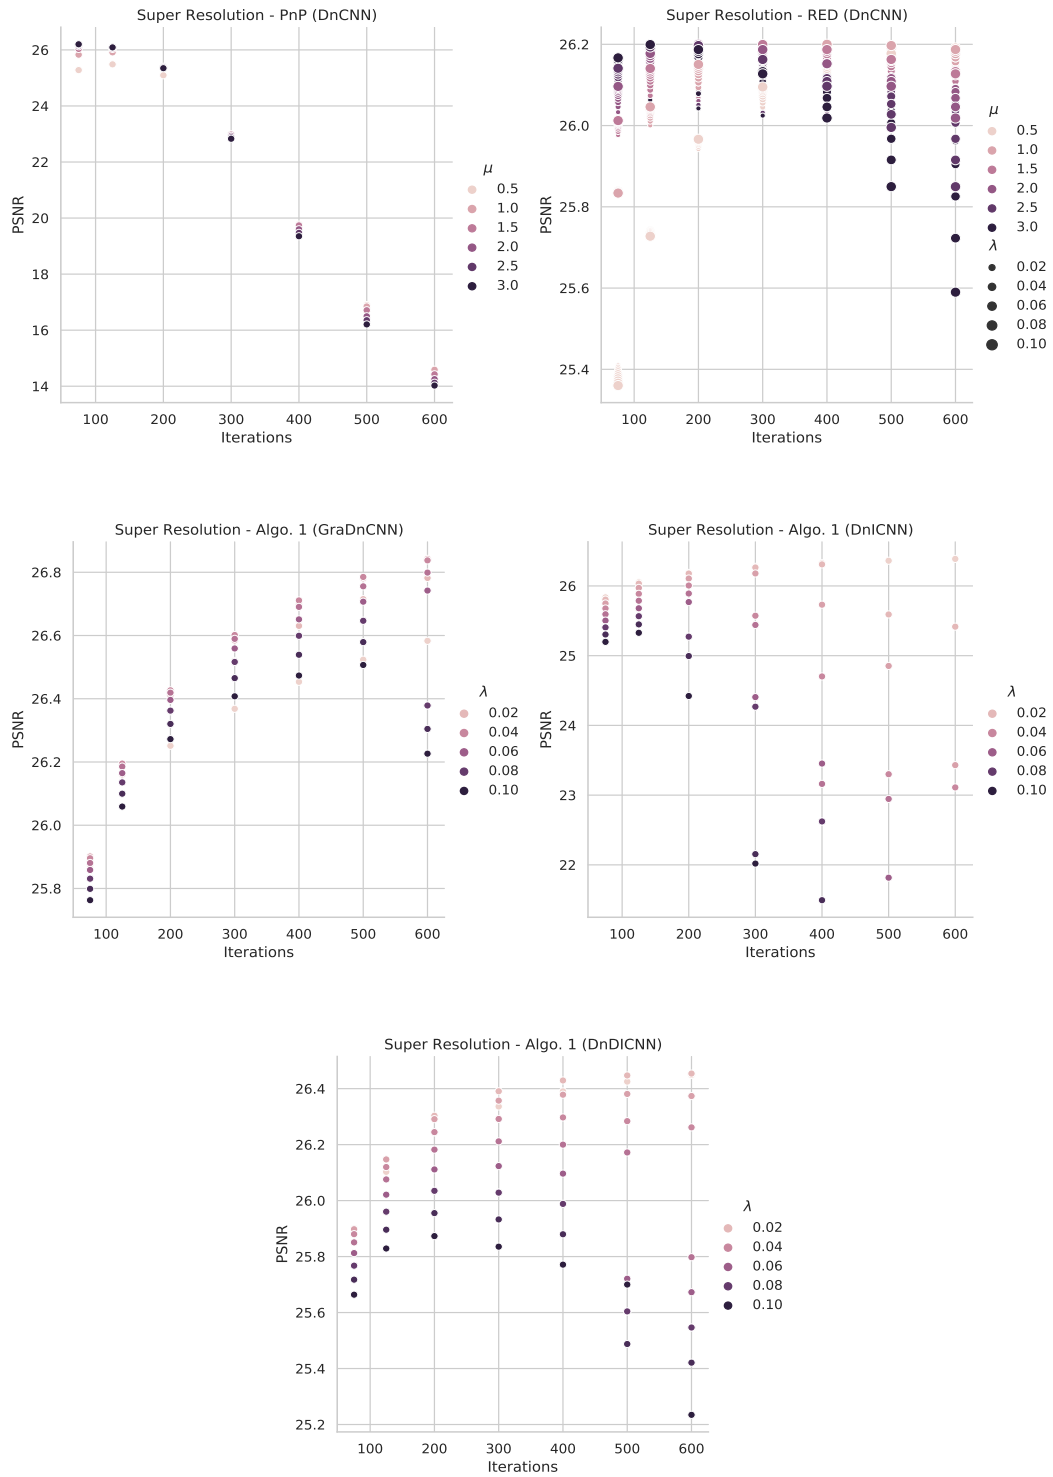 Super Resolution - PnP (DnCNN)
PSNR
26
24
22
20
18
16
14
100 200 300 400 500 600
Iterations
μ
0.5
1.0
1.5
2.0
2.5
3.0
Super Resolution - RED (DnCNN)
PSNR
26.2
26.0
25.8
25.6
25.4
100 200 300 400 500 600
Iterations
μ
0.5
1.0
1.5
2.0
2.5
3.0
λ
0.02
0.04
0.06
0.08
0.10
Super Resolution - Algo. 1 (GraDnCNN)
PSNR
26.8
26.6
26.4
26.2
26.0
25.8
100 200 300 400 500 600
Iterations
λ
0.02
0.04
0.06
0.08
0.10
Super Resolution - Algo. 1 (DnICNN)
PSNR
26
25
24
23
22
100 200 300 400 500 600
Iterations
λ
0.02
0.04
0.06
0.08
0.10
Super Resolution - Algo. 1 (DnDICNN)
PSNR
26.4
26.2
26.0
25.8
25.6
25.4
25.2
100 200 300 400 500 600
Iterations
λ
0.02
0.04
0.06
0.08
0.10